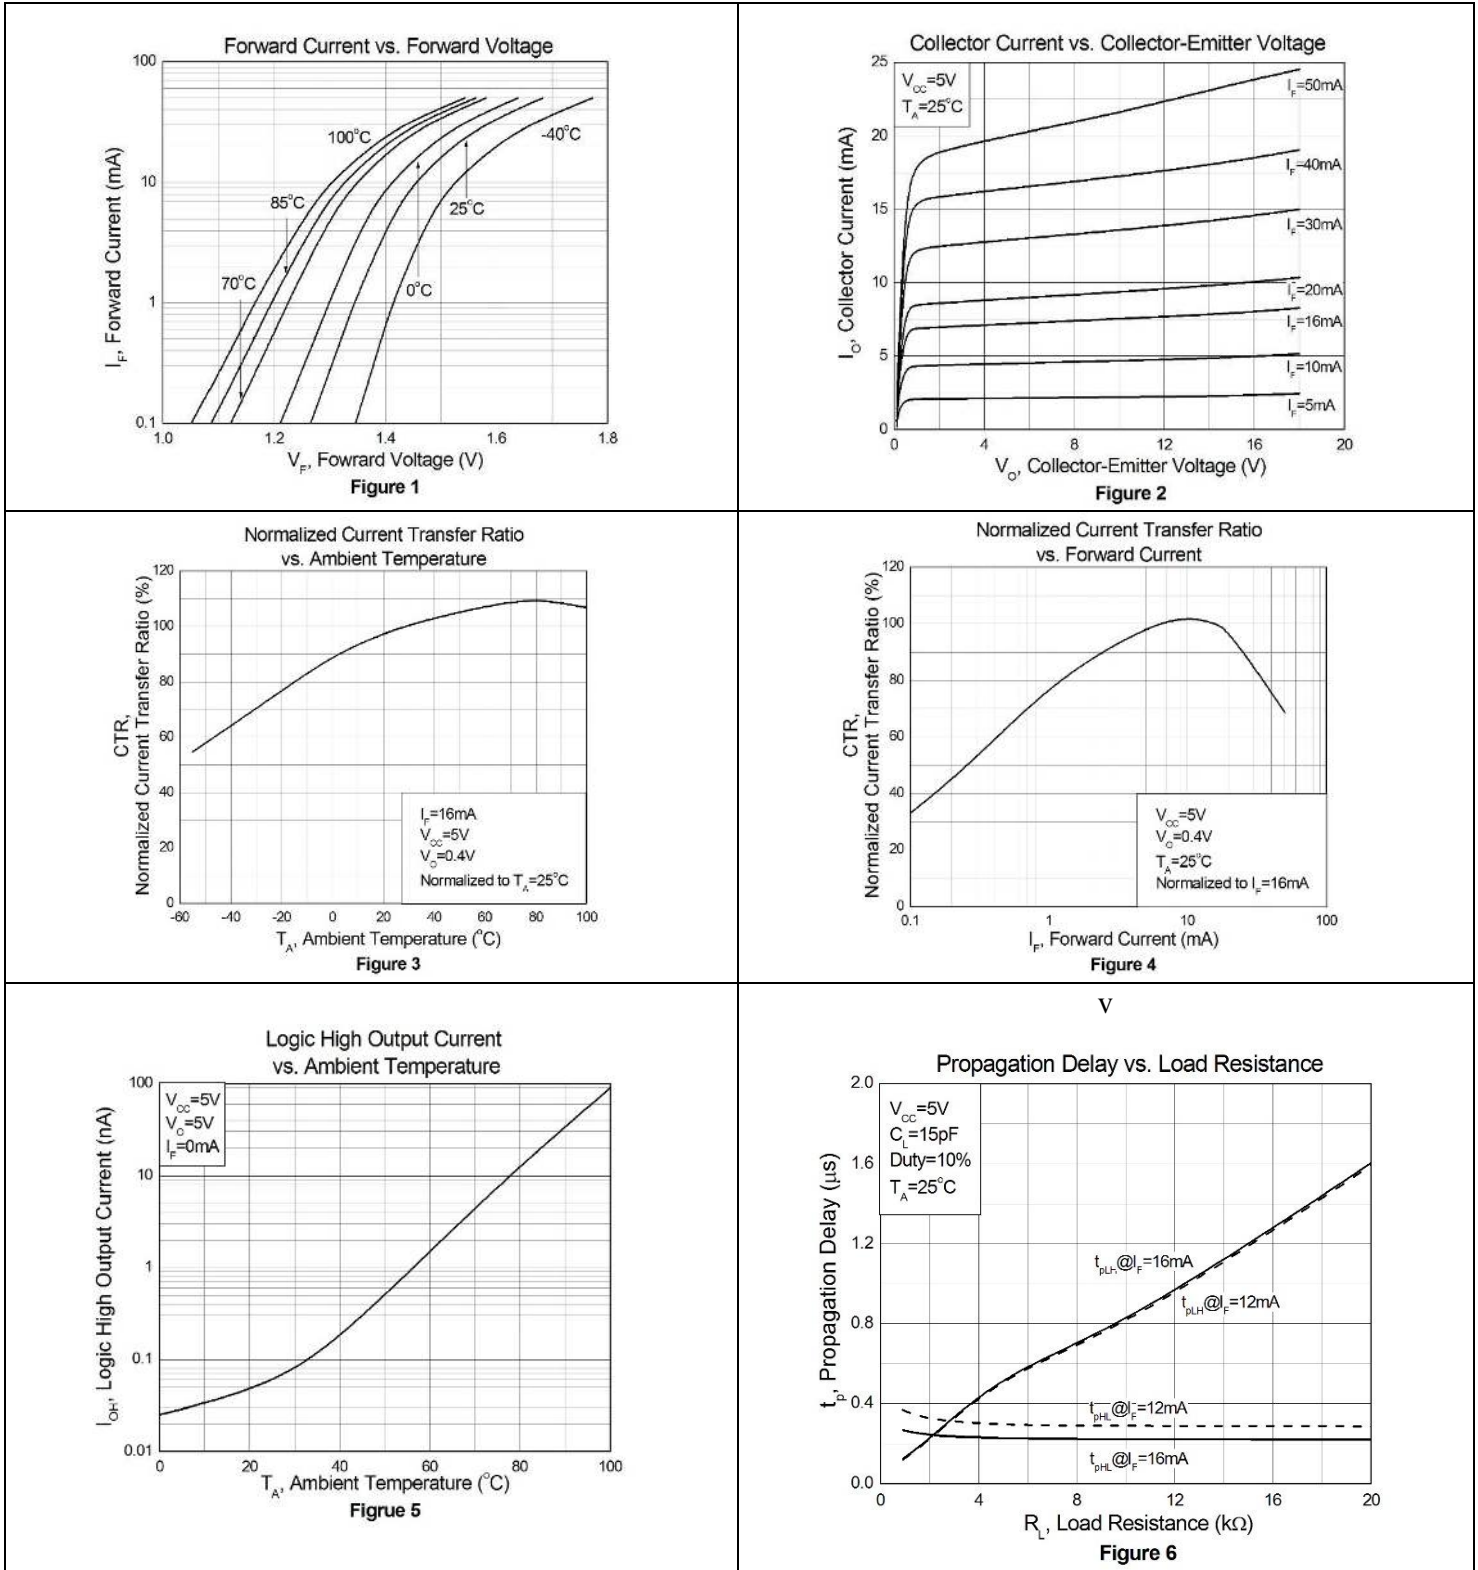 Forward Current vs. Forward Voltage
100
10
1
0.1
I_F, Forward Current (mA)
100°C
-40°C
85°C
25°C
70°C
0°C
1.0 1.2 1.4 1.6 1.8
V_F, Fowrard Voltage (V)
Figure 1
Collector Current vs. Collector-Emitter Voltage
25
20
15
10
5
0
I_O, Collector Current (mA)
V_CC=5V
T_A=25°C
I_F=50mA
I_F=40mA
I_F=30mA
I_F=20mA
I_F=16mA
I_F=10mA
I_F=5mA
0 4 8 12 16 20
V_O, Collector-Emitter Voltage (V)
Figure 2
Normalized Current Transfer Ratio
vs. Ambient Temperature
120
100
80
60
40
20
0
CTR,
Normalized Current Transfer Ratio (%)
I_F=16mA
V_CC=5V
V_O=0.4V
Normalized to T_A=25°C
-60 -40 -20 0 20 40 60 80 100
T_A, Ambient Temperature (°C)
Figure 3
Normalized Current Transfer Ratio
vs. Forward Current
120
100
80
60
40
20
0
CTR,
Normalized Current Transfer Ratio (%)
V_CC=5V
V_O=0.4V
T_A=25°C
Normalized to I_F=16mA
0.1 1 10 100
I_F, Forward Current (mA)
Figure 4
Logic High Output Current
vs. Ambient Temperature
100
10
1
0.1
0.01
I_OH, Logic High Output Current (nA)
V_CC=5V
V_O=5V
I_F=0mA
0 20 40 60 80 100
T_A, Ambient Temperature (°C)
Figrue 5
v
Propagation Delay vs. Load Resistance
2.0
1.6
1.2
0.8
0.4
0.0
t_p, Propagation Delay (μs)
V_CC=5V
C_L=15pF
Duty=10%
T_A=25°C
t_pLH@I_F=16mA
t_pLH@I_F=12mA
t_pHL@I_F=12mA
t_pHL@I_F=16mA
0 4 8 12 16 20
R_L, Load Resistance (kΩ)
Figure 6